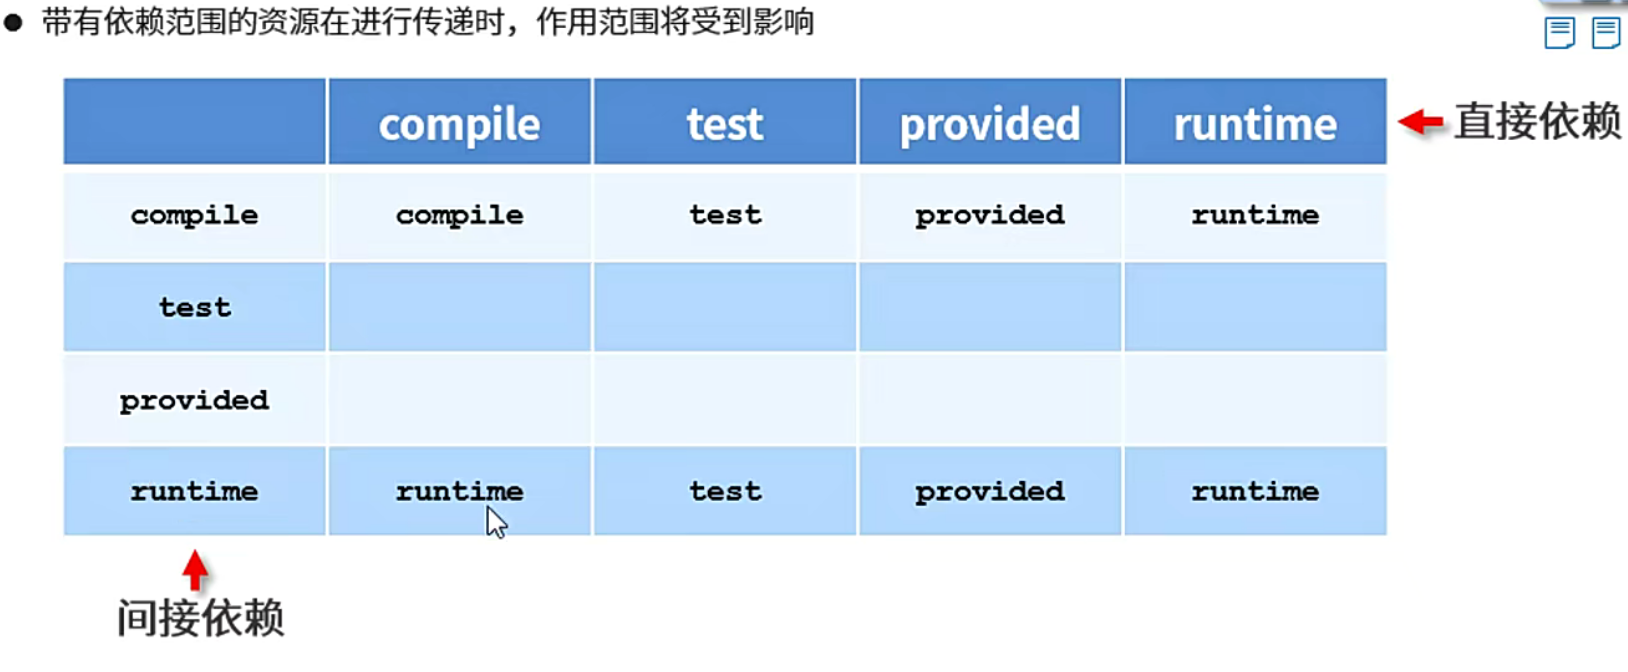 ● 带有依赖范围的资源在进行传递时，作用范围将受到影响
compile test provided runtime 直接依赖
compile compile test provided runtime
test
provided
runtime runtime test provided runtime
间接依赖